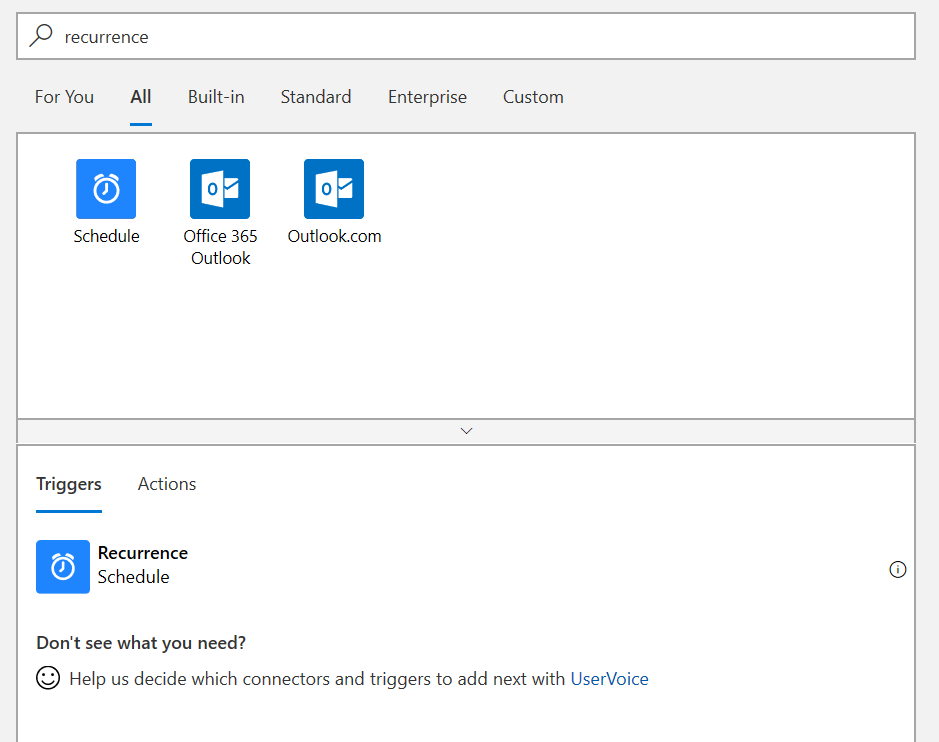 recurrence
For You All Built-in Standard Enterprise Custom
Schedule Office 365 Outlook.com
Outlook
Triggers Actions
Recurrence
Schedule
Don't see what you need?
Help us decide which connectors and triggers to add next with UserVoice